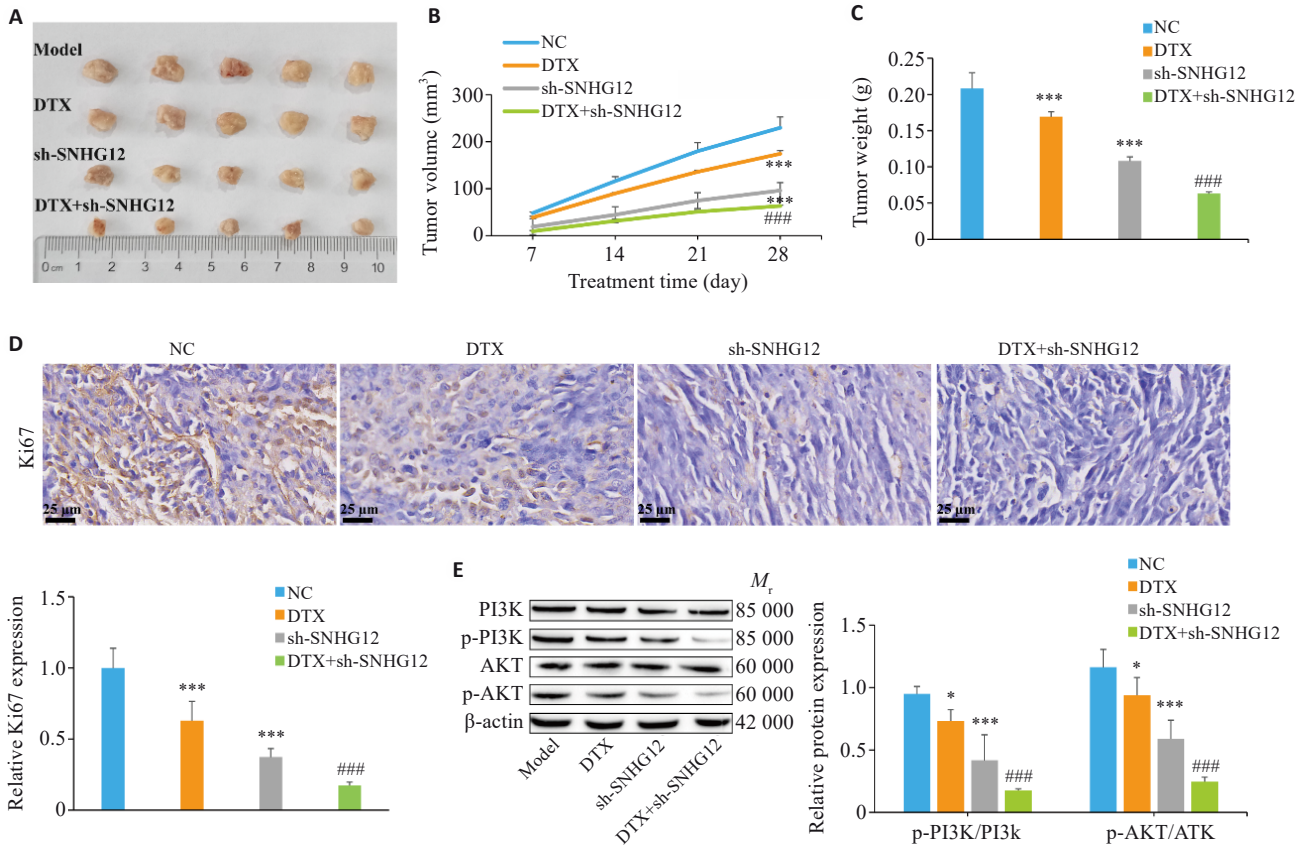 A
Model
DTX
sh-SNHG12
DTX+sh-SNHG12
0cm 1 2 3 4 5 6 7 8 9 10
B
NC
DTX
sh-SNHG12
DTX+sh-SNHG12
Tumor volume (mm³)
300
200
100
0
***
***
###
7 14 21 28
Treatment time (day)
C
NC
DTX
sh-SNHG12
DTX+sh-SNHG12
Tumor weight (g)
0.25
0.20
0.15
0.10
0.05
0
***
***
###
D
NC DTX sh-SNHG12 DTX+sh-SNHG12
Ki67
25 μm 25 μm 25 μm 25 μm
NC
DTX
sh-SNHG12
DTX+sh-SNHG12
Relative Ki67 expression
1.5
1.0
0.5
0
***
***
###
E
Mr
PI3K 85 000
p-PI3K 85 000
AKT 60 000
p-AKT 60 000
β-actin 42 000
Model DTX sh-SNHG12 DTX+sh-SNHG12
NC
DTX
sh-SNHG12
DTX+sh-SNHG12
Relative protein expression
1.5
1.0
0.5
0
*
***
###
*
***
###
p-PI3K/PI3k p-AKT/ATK